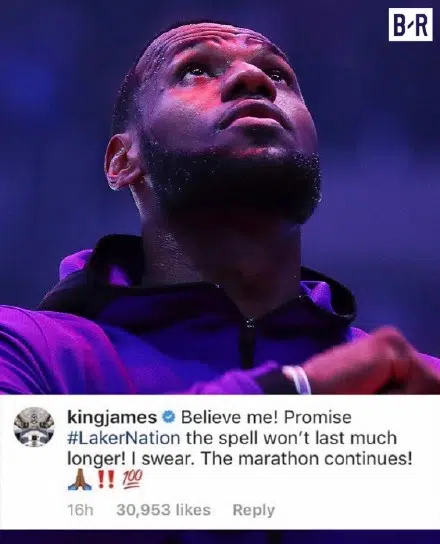 B/R
kingjames Believe me! Promise
#LakerNation the spell won't last much
longer! I swear. The marathon continues!
🙏🏾‼️💯
16h 30,953 likes Reply